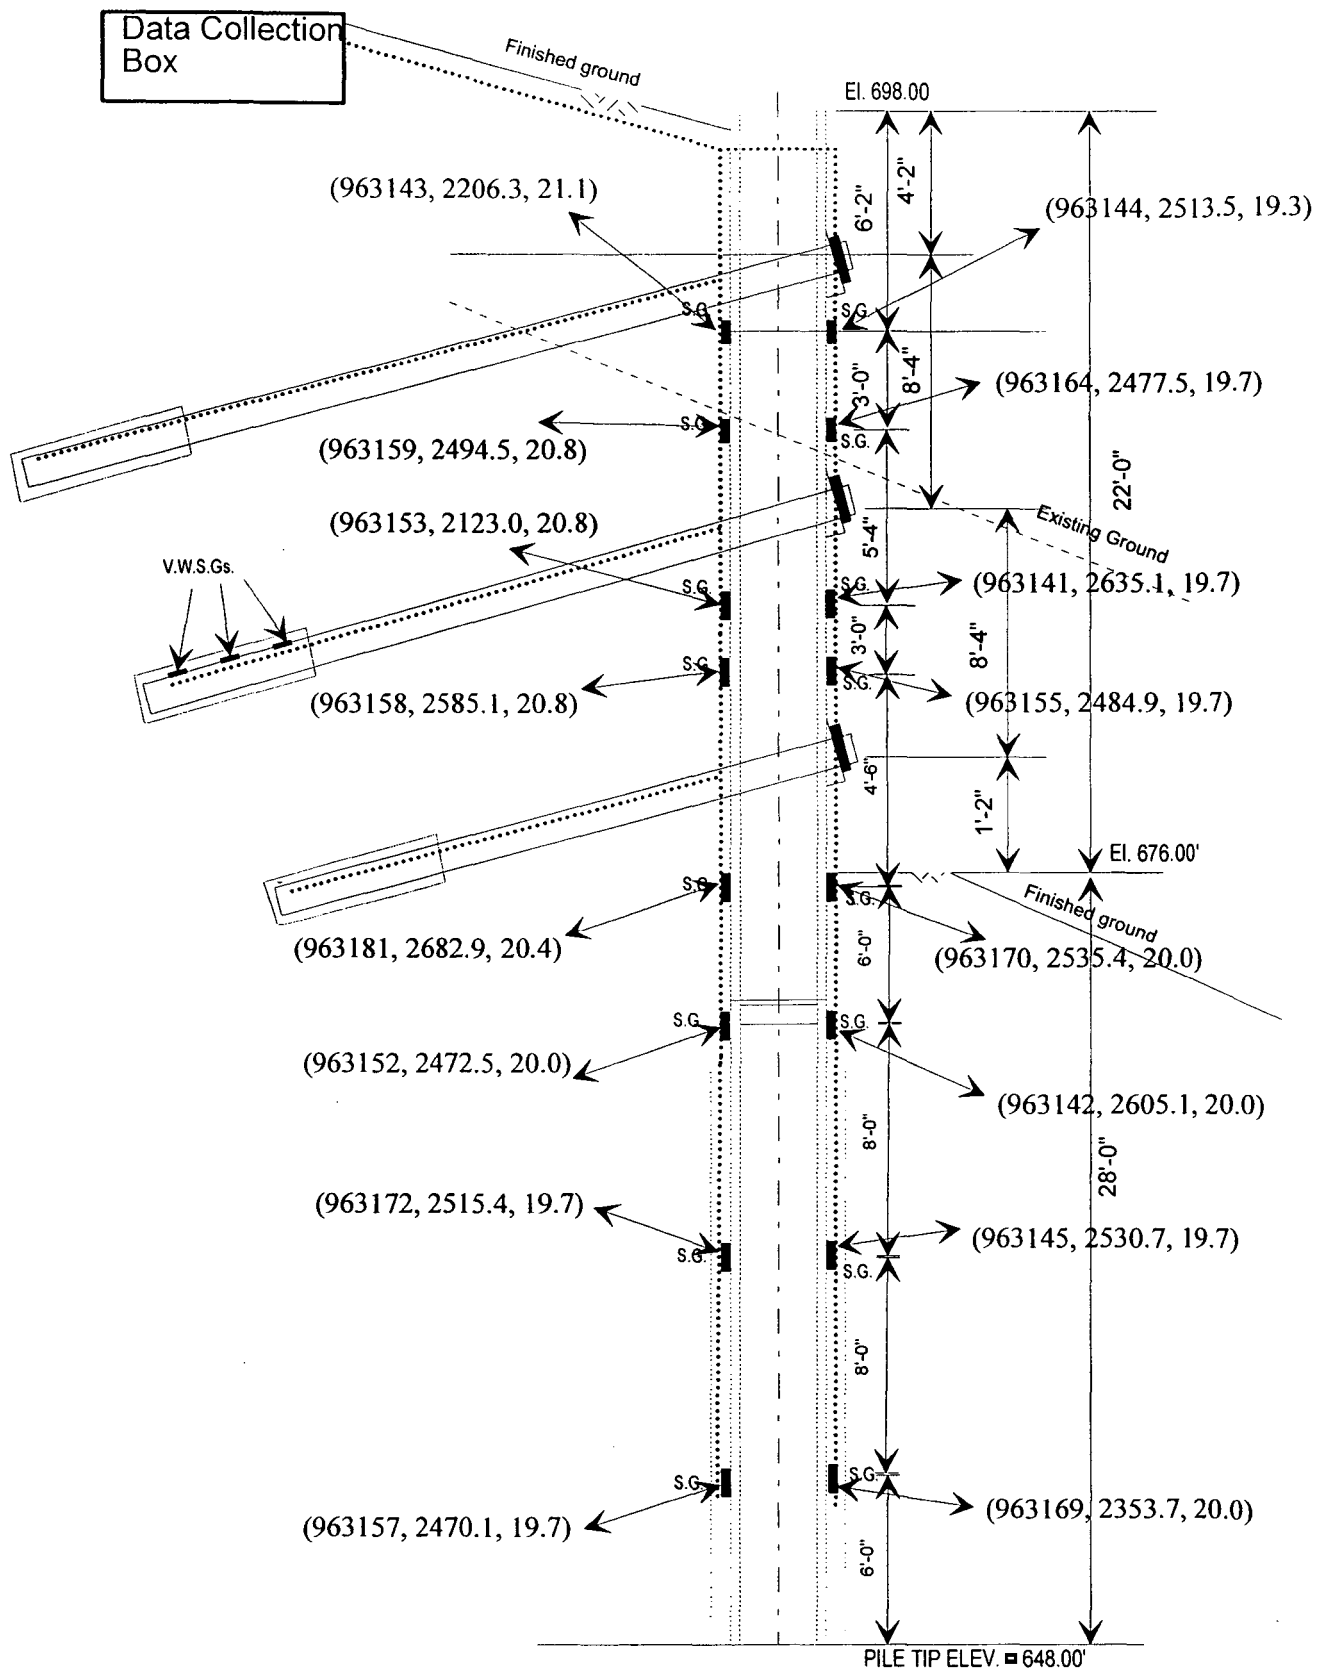 Data Collection
Box
Finished ground
El. 698.00
(963143, 2206.3, 21.1)
6'-2"
4'-2"
(963144, 2513.5, 19.3)
S.G.
S.G.
3'-0"
8'-4"
(963164, 2477.5, 19.7)
S.G.
S.G.
(963159, 2494.5, 20.8)
22'-0"
(963153, 2123.0, 20.8)
5'-4"
Existing Ground
V.W.S.Gs.
S.G.
S.G.
(963141, 2635.1, 19.7)
3'-0"
8'-4"
S.G.
S.G.
(963158, 2585.1, 20.8)
(963155, 2484.9, 19.7)
4'-6"
1'-2"
El. 676.00'
S.G.
S.G.
Finished ground
(963181, 2682.9, 20.4)
6'-0"
(963170, 2535.4, 20.0)
S.G.
S.G.
(963152, 2472.5, 20.0)
(963142, 2605.1, 20.0)
8'-0"
28'-0"
(963172, 2515.4, 19.7)
(963145, 2530.7, 19.7)
S.G.
S.G.
8'-0"
S.G.
S.G.
(963157, 2470.1, 19.7)
(963169, 2353.7, 20.0)
6'-0"
PILE TIP ELEV. = 648.00'